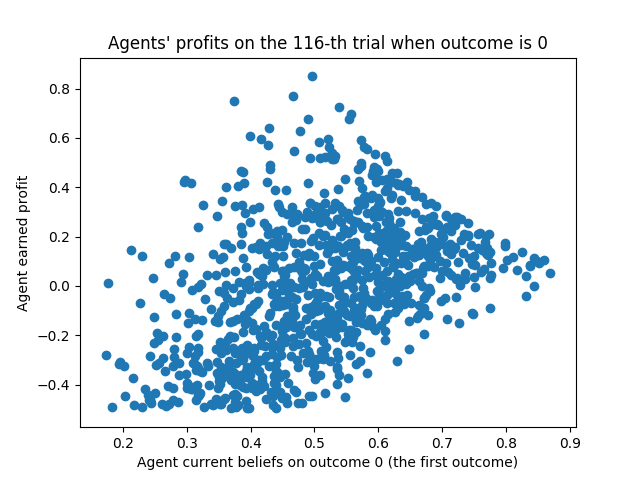 Agents' profits on the 116-th trial when outcome is 0
0.8
0.6
0.4
0.2
0.0
−0.2
−0.4
Agent earned profit
0.2 0.3 0.4 0.5 0.6 0.7 0.8 0.9
Agent current beliefs on outcome 0 (the first outcome)